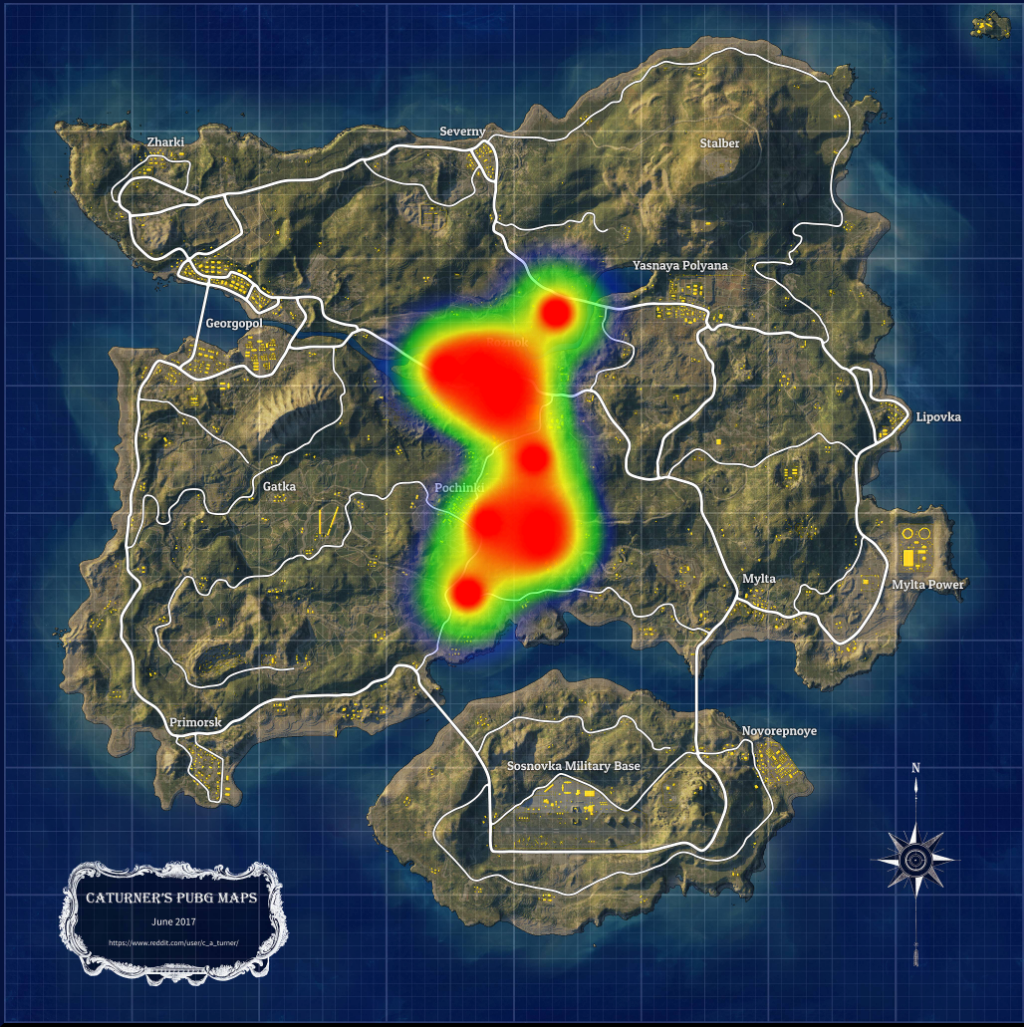 Severny
Zharki
Stalber
Yasnaya Polyana
Georgopol
Rozhok
Lipovka
Gatka
Pochinki
Mylta
Mylta Power
Primorsk
Novorepnoye
Sosnovka Military Base
N
CATURNER'S PUBG MAPS
June 2017
https://www.reddit.com/user/c_a_turner/